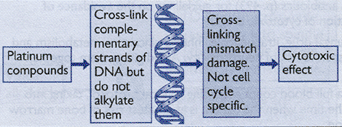 Platinum
compounds
Cross-link
comple-
mentary
strands of
DNA but
do not
alkylate
them
Cross-
linking
mismatch
damage.
Not cell
cycle
specific.
Cytotoxic
effect